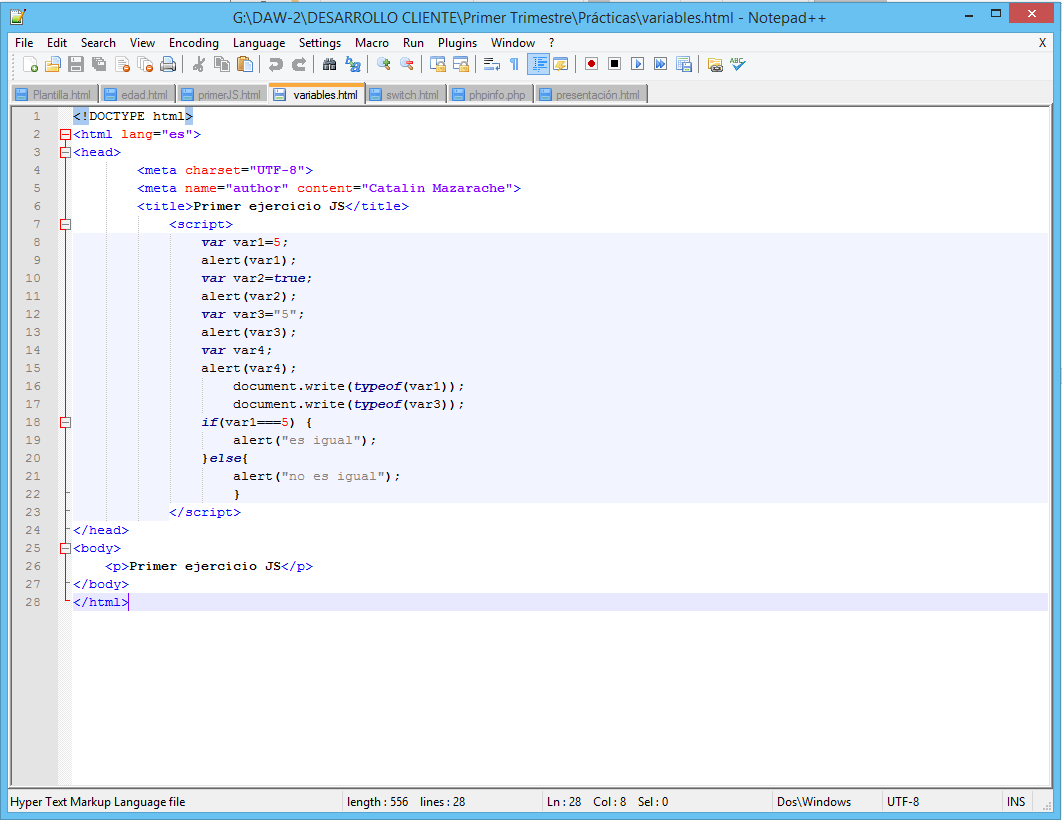 G:\DAW-2\DESARROLLO CLIENTE\Primer Trimestre\Prácticas\variables.html - Notepad++
File Edit Search View Encoding Language Settings Macro Run Plugins Window ? X
ABC
Plantilla.html edad.html primerJS.html variables.html switch.html phpinfo.php presentación.html
1 <!DOCTYPE html>
2 <html lang="es">
3 <head>
4 <meta charset="UTF-8">
5 <meta name="author" content="Catalin Mazarache">
6 <title>Primer ejercicio JS</title>
7 <script>
8 var var1=5;
9 alert(var1);
10 var var2=true;
11 alert(var2);
12 var var3="5";
13 alert(var3);
14 var var4;
15 alert(var4);
16 document.write(typeof(var1));
17 document.write(typeof(var3));
18 if(var1===5) {
19 alert("es igual");
20 }else{
21 alert("no es igual");
22 }
23 </script>
24 </head>
25 <body>
26 <p>Primer ejercicio JS</p>
27 </body>
28 </html>
Hyper Text Markup Language file length : 556 lines : 28 Ln : 28 Col : 8 Sel : 0 Dos\Windows UTF-8 INS